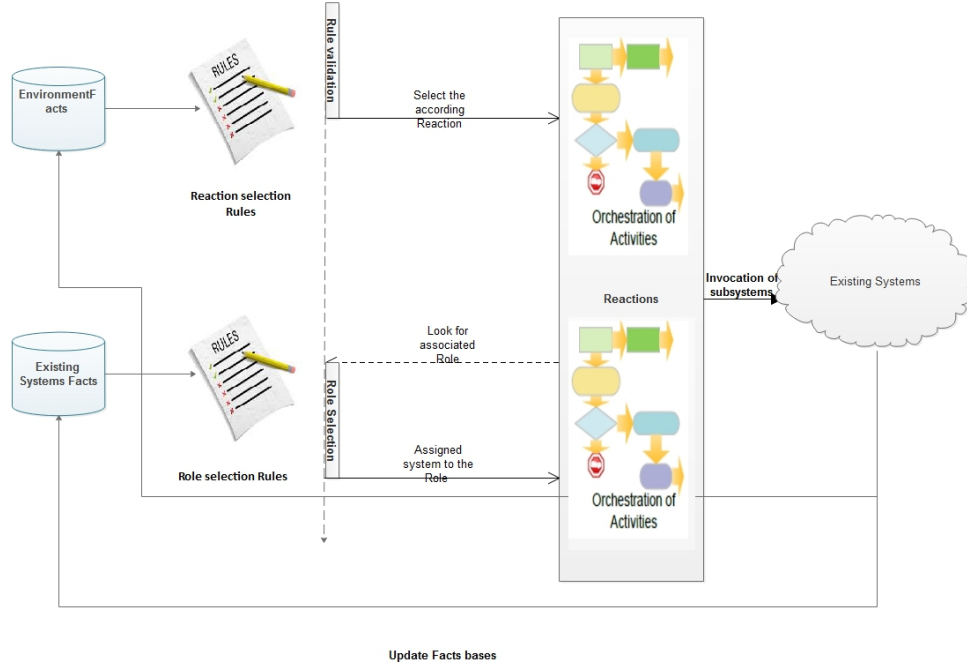 EnvironmentF
acts
RULES
Reaction selection
Rules
Rule validation
Select the
according
Reaction
Orchestration of
Activities
Reactions
Invocation of
subsystems
Existing Systems
Existing
Systems Facts
RULES
Role selection Rules
Look for
associated
Role
Role Selection
Assigned
system to the
Role
Orchestration of
Activities
Update Facts bases